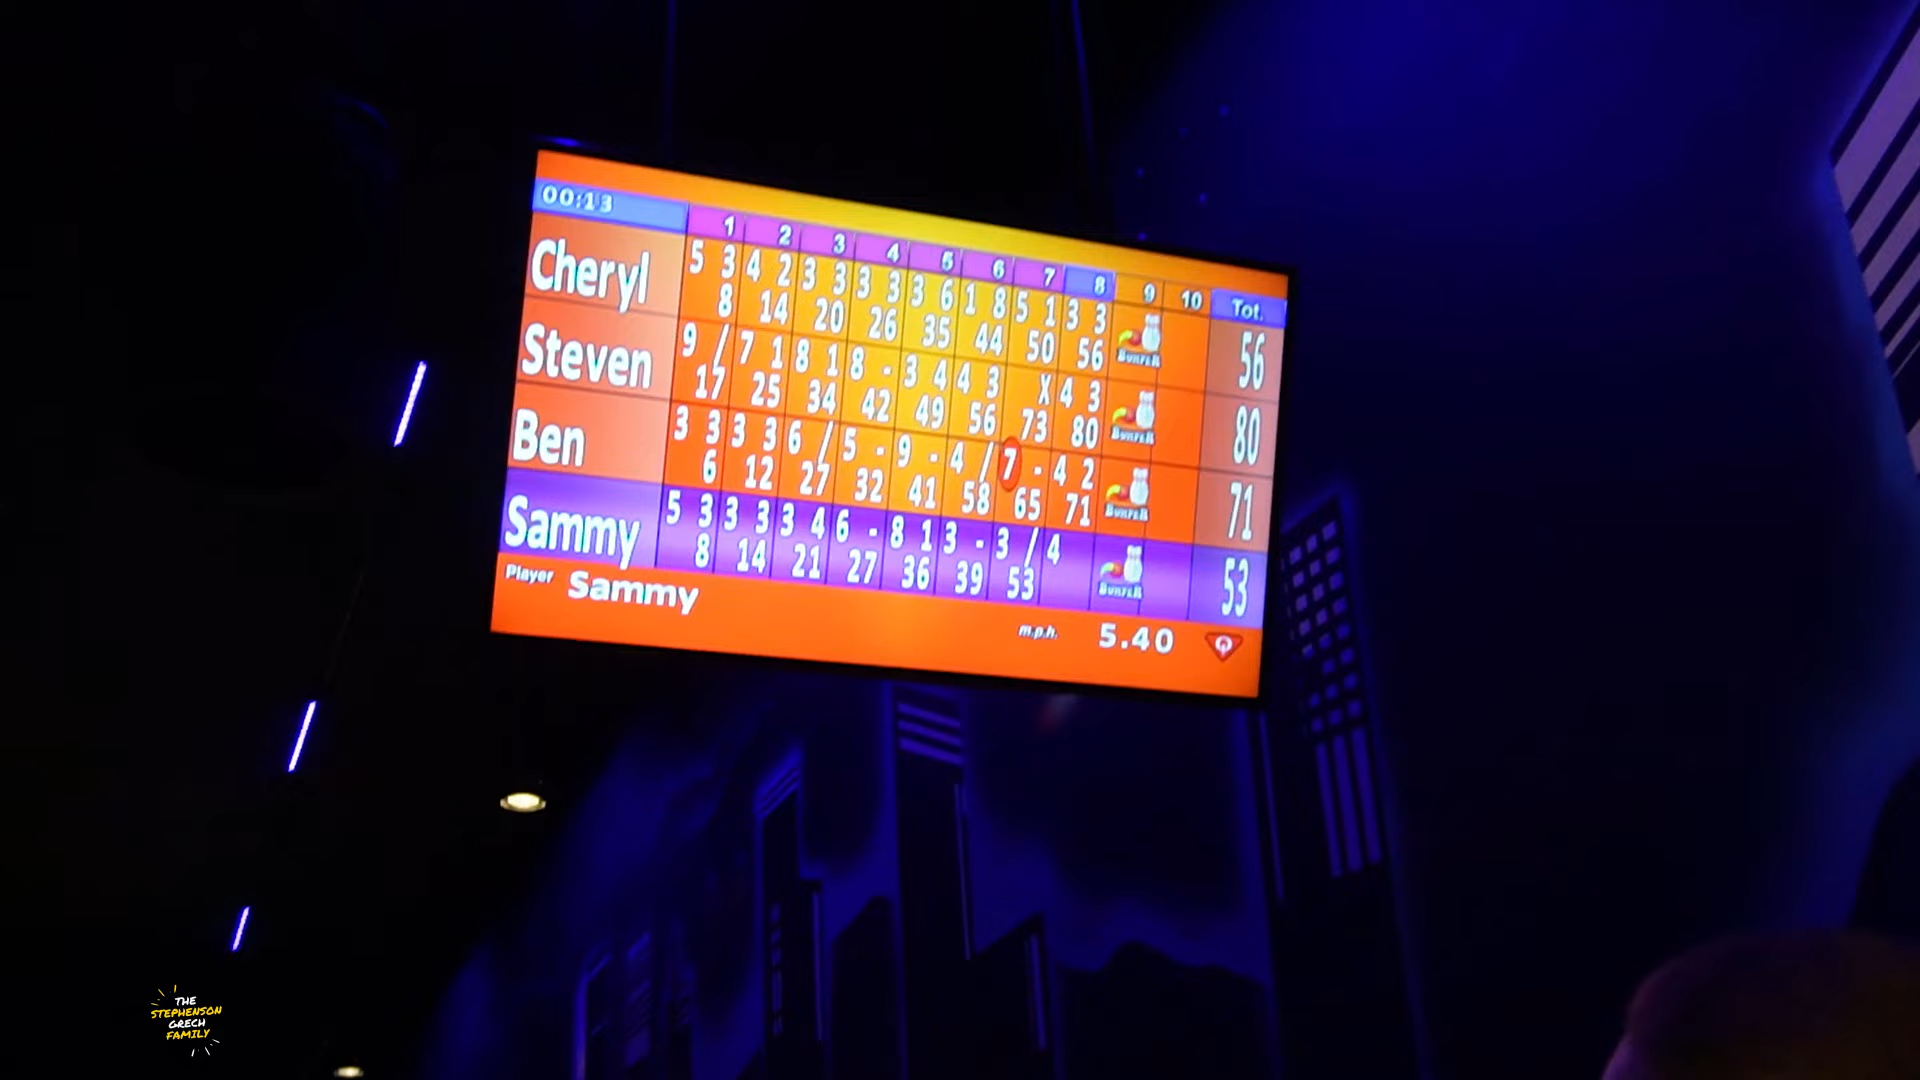 00:13 1 2 3 4 5 6 7 8 9 10 Tot.
Cheryl 5 3 4 2 3 3 3 3 3 6 1 8 5 1 3 3 BUMPER 56
8 14 20 26 35 44 50 56
Steven 9 / 7 1 8 1 8 - 3 4 4 3 X 4 3 BUMPER 80
17 25 34 42 49 56 73 80
Ben 3 3 3 3 6 / 5 - 9 - 4 / 7 - 4 2 BUMPER 71
6 12 27 32 41 58 65 71
Sammy 5 3 3 3 3 4 6 - 8 1 3 - 3 / 4 BUMPER 53
8 14 21 27 36 39 53
Player Sammy m.p.h. 5.40
THE
STEPHENSON
GRECH
FAMILY